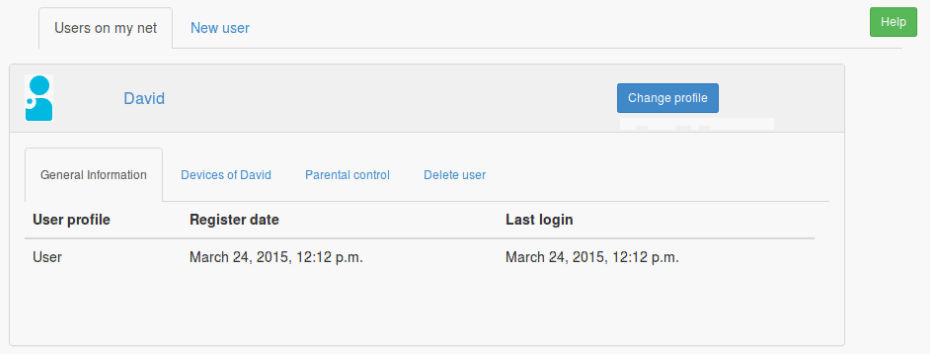 Users on my net New user Help
David Change profile
General Information Devices of David Parental control Delete user
User profile Register date Last login
User March 24, 2015, 12:12 p.m. March 24, 2015, 12:12 p.m.